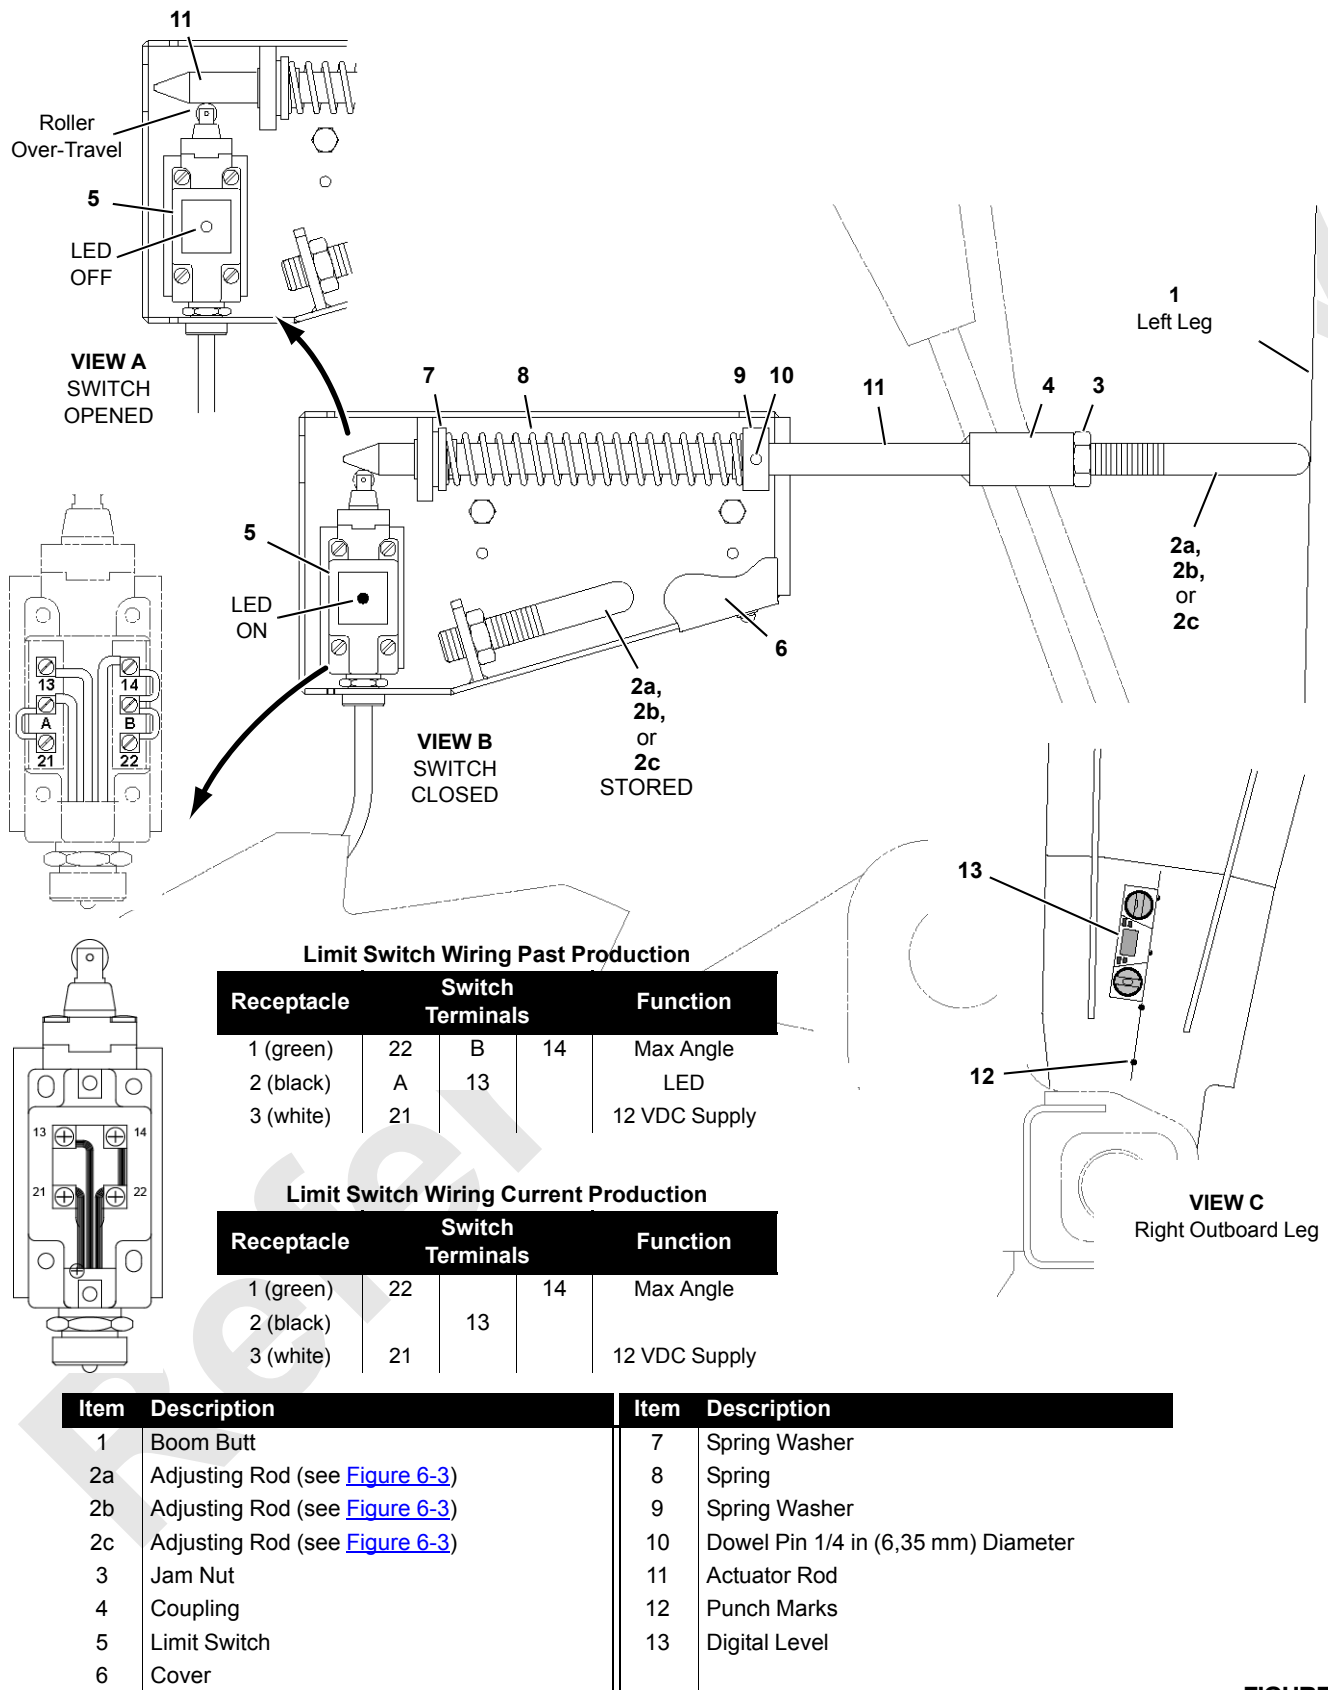 11
Roller
Over-Travel
5
LED
OFF
VIEW A
SWITCH
OPENED
1
Left Leg
7 8 9 10 11 4 3
5
LED
ON
2a,
2b,
or
2c
6
2a,
2b,
or
2c
STORED
VIEW B
SWITCH
CLOSED
13 14
A B
21 22
13
12
VIEW C
Right Outboard Leg
13 14
21 22
Limit Switch Wiring Past Production
Receptacle Switch Terminals Function
1 (green) 22 B 14 Max Angle
2 (black) A 13 LED
3 (white) 21 12 VDC Supply
Limit Switch Wiring Current Production
Receptacle Switch Terminals Function
1 (green) 22 14 Max Angle
2 (black) 13
3 (white) 21 12 VDC Supply
Item Description Item Description
1 Boom Butt 7 Spring Washer
2a Adjusting Rod (see Figure 6-3) 8 Spring
2b Adjusting Rod (see Figure 6-3) 9 Spring Washer
2c Adjusting Rod (see Figure 6-3) 10 Dowel Pin 1/4 in (6,35 mm) Diameter
3 Jam Nut 11 Actuator Rod
4 Coupling 12 Punch Marks
5 Limit Switch 13 Digital Level
6 Cover
Refer